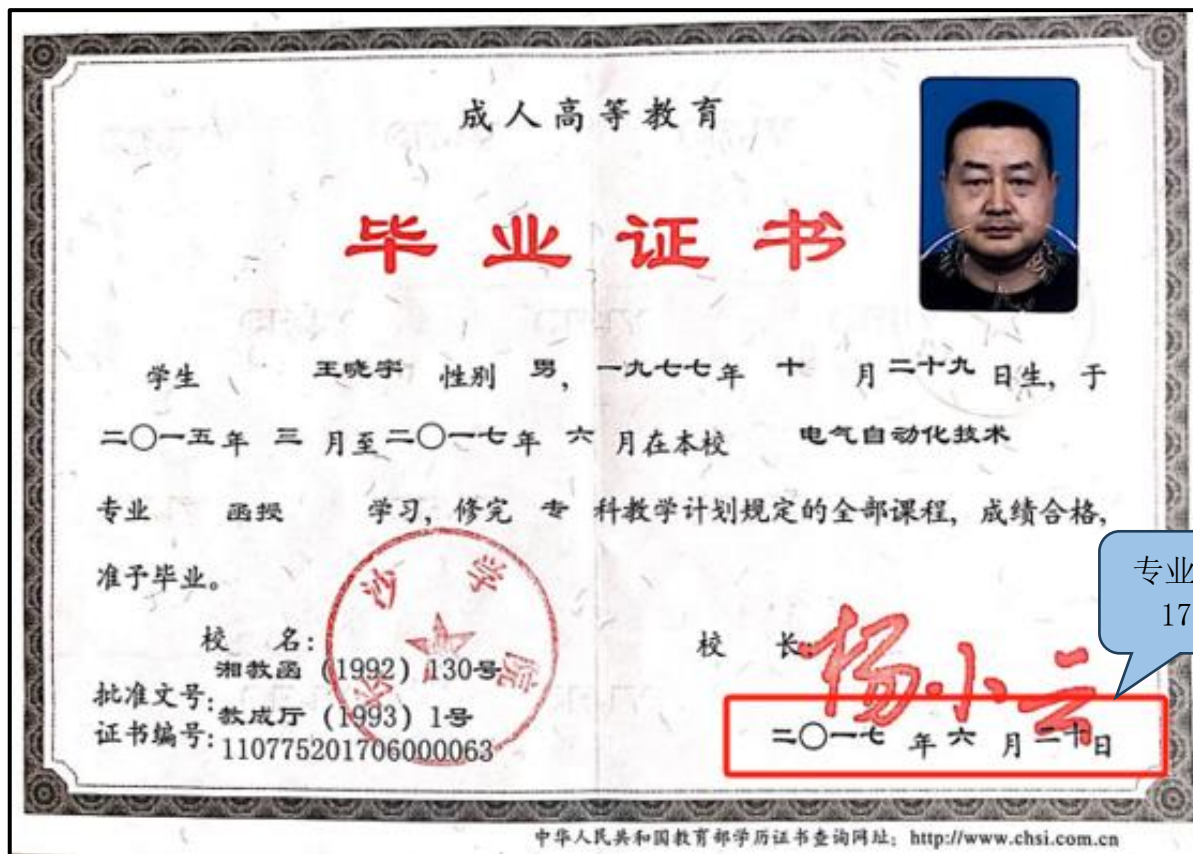 成人高等教育
毕业证书
学生 王晓宇 性别 男, 一九七七年 十 月二十九 日生, 于
二〇一五年 三 月至二〇一七年 六 月在本校 电气自动化技术
专业 函授 学习, 修完 专 科教学计划规定的全部课程, 成绩合格,
准予毕业。
专业
17
长沙学院
校 名:
校 长:
杨小云
批准文号: 湘教函 (1992) 130号
教成厅 (1993) 1号
证书编号: 110775201706000063
二〇一七 年 六 月 二十日
中华人民共和国教育部学历证书查询网址: http://www.chsi.com.cn